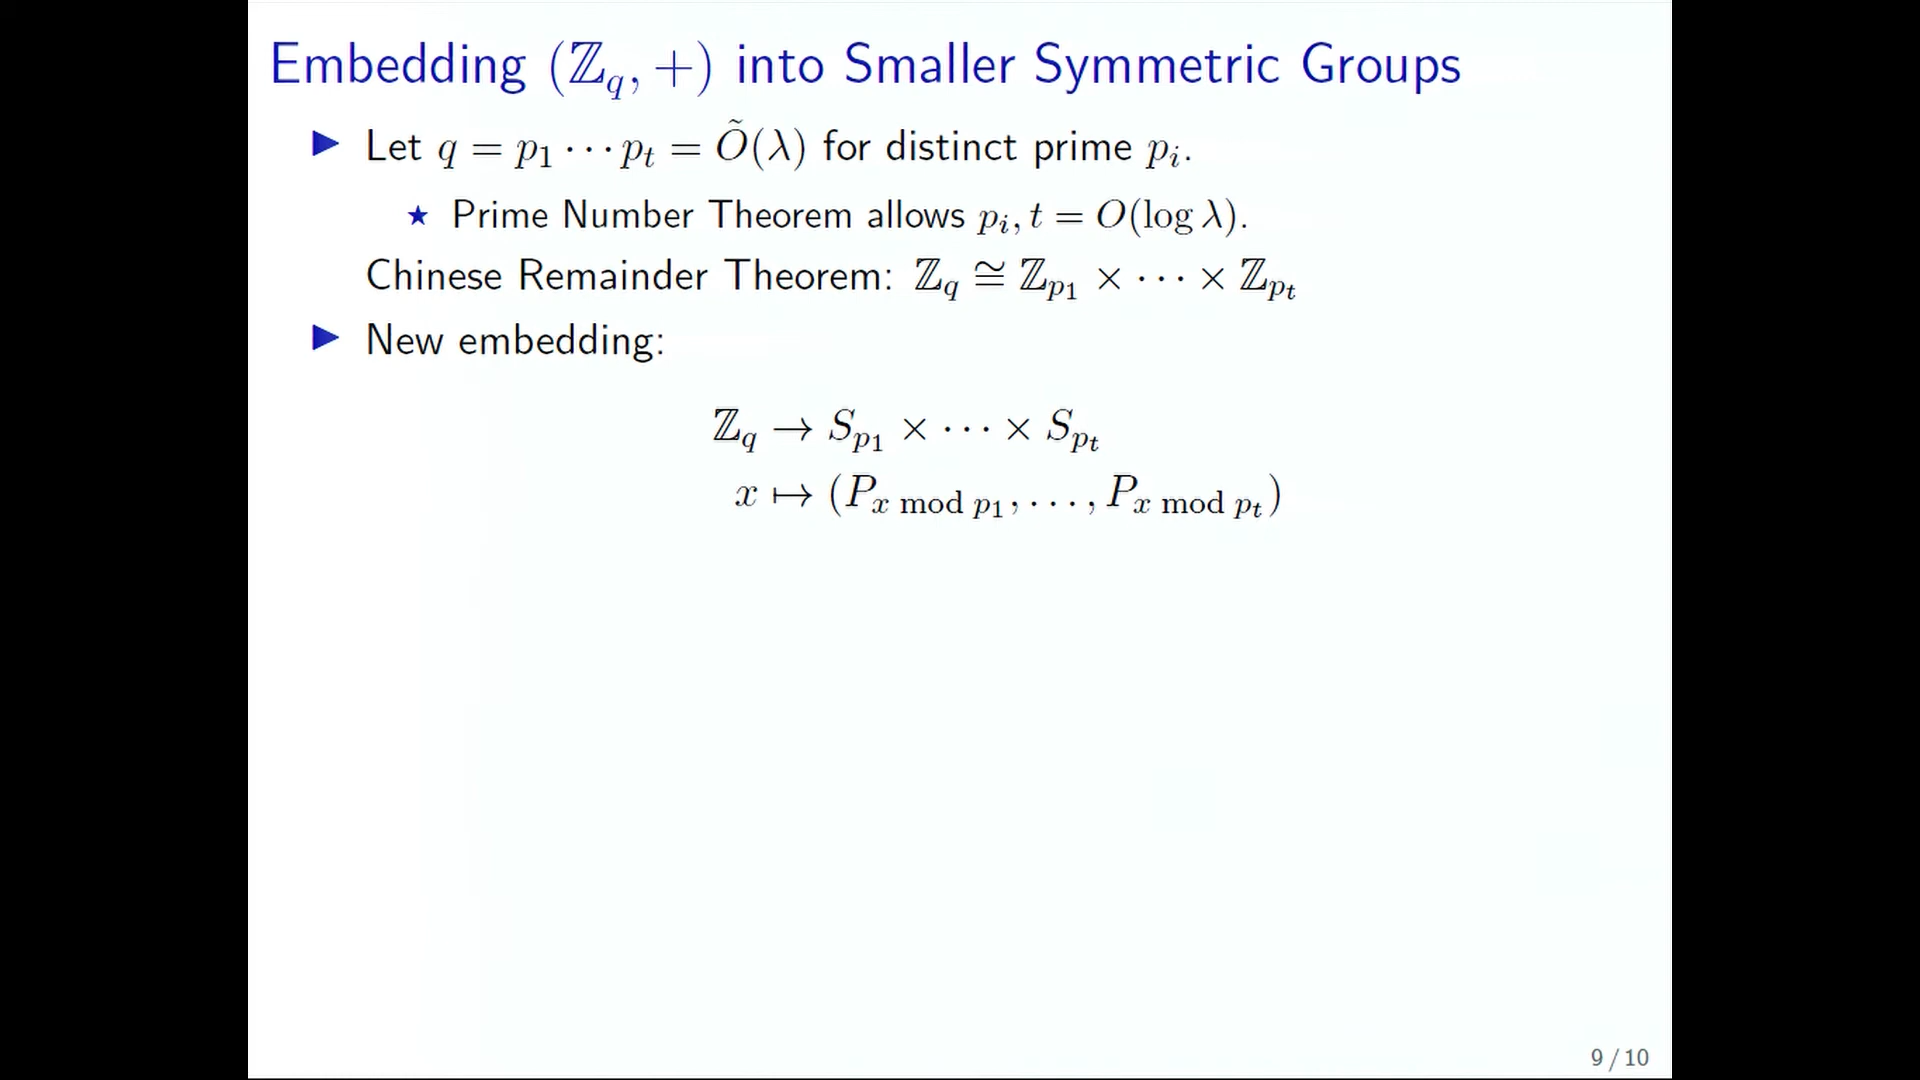 Embedding (ℤ_q, +) into Smaller Symmetric Groups
▶ Let q = p_1 ⋯ p_t = Õ(λ) for distinct prime p_i.
★ Prime Number Theorem allows p_i, t = O(log λ).
Chinese Remainder Theorem: ℤ_q ≅ ℤ_{p_1} × ⋯ × ℤ_{p_t}
▶ New embedding:
ℤ_q → S_{p_1} × ⋯ × S_{p_t}
x ↦ (P_{x mod p_1}, …, P_{x mod p_t})
9 / 10